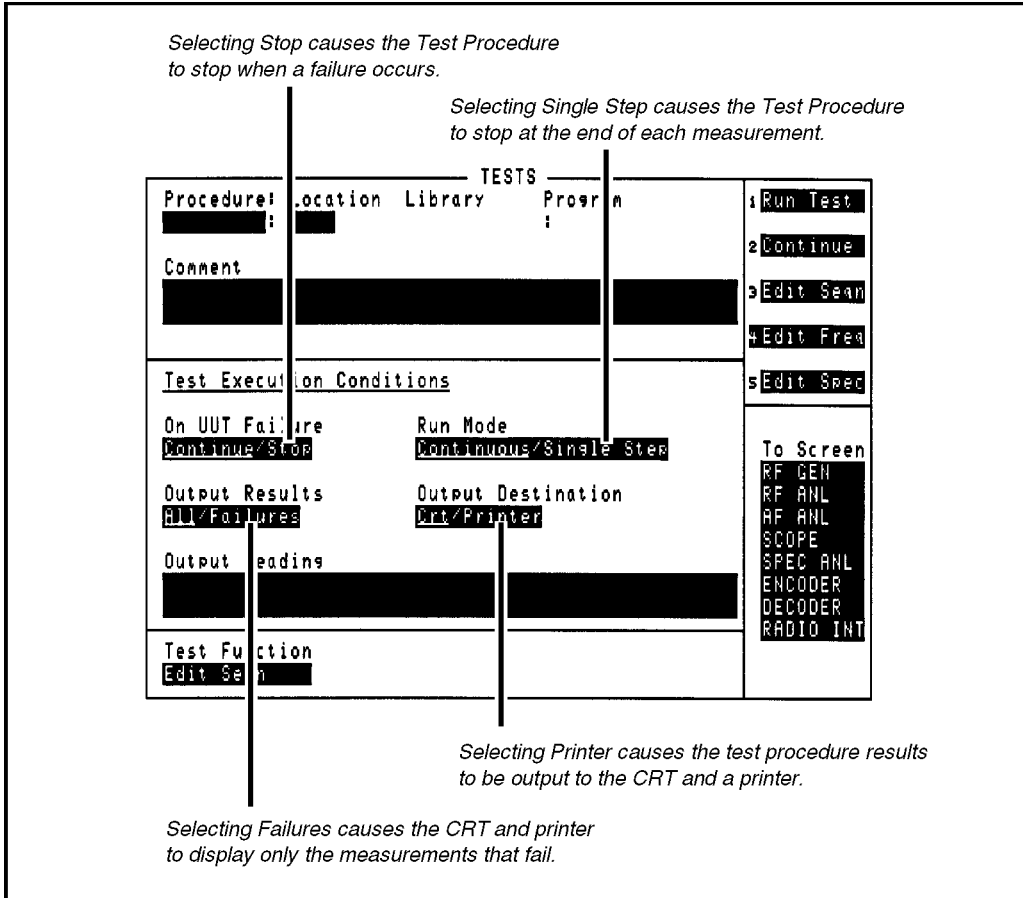 Selecting Stop causes the Test Procedure
to stop when a failure occurs.
Selecting Single Step causes the Test Procedure
to stop at the end of each measurement.
TESTS
Procedure: Location Library Program
: :
Comment
Test Execution Conditions
On UUT Failure Run Mode
Continue/Stop Continuous/Single Step
Output Results Output Destination
All/Failures Crt/Printer
Output Heading
Test Function
Edit Seqn
1 Run Test
2 Continue
3 Edit Seqn
4 Edit Freq
5 Edit Spec
To Screen
RF GEN
RF ANL
AF ANL
SCOPE
SPEC ANL
ENCODER
DECODER
RADIO INT
Selecting Printer causes the test procedure results
to be output to the CRT and a printer.
Selecting Failures causes the CRT and printer
to display only the measurements that fail.